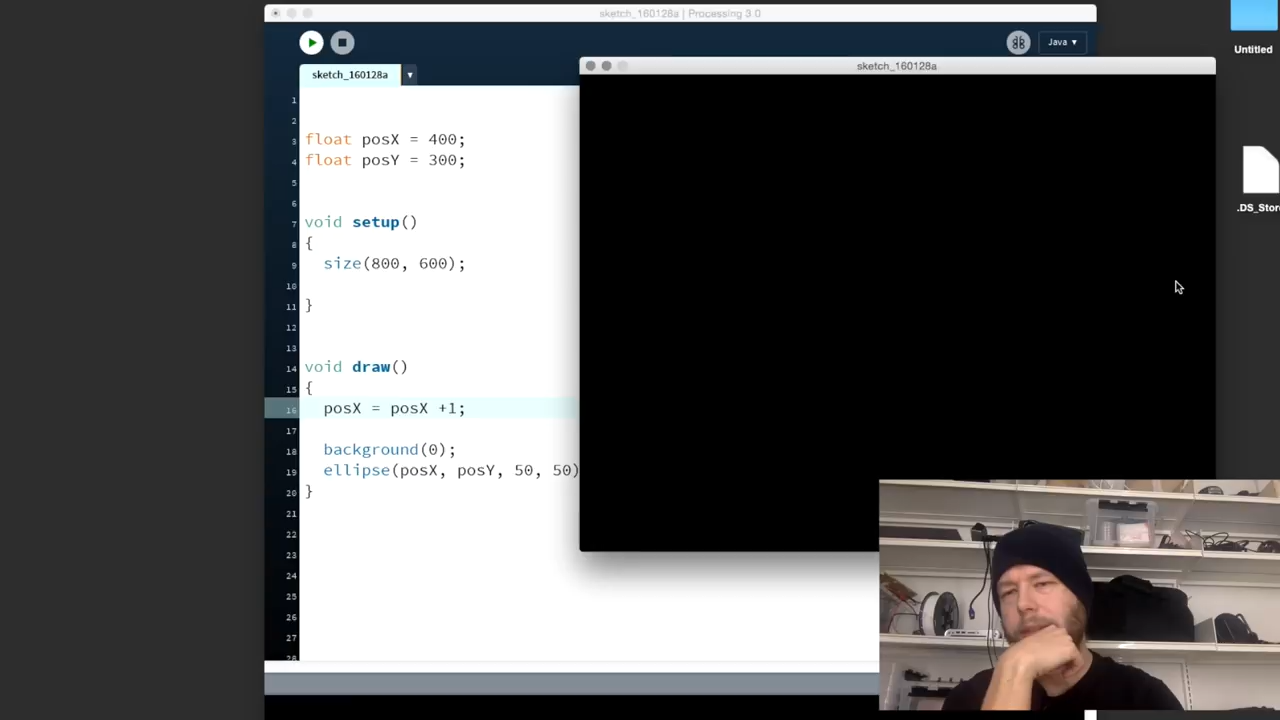 sketch_160128a | Processing 3.0
Java ▾
sketch_160128a
▾
sketch_160128a
Untitled
.DS_Stor
1
2
3 float posX = 400;
4 float posY = 300;
5
6
7 void setup()
8 {
9 size(800, 600);
10
11 }
12
13
14 void draw()
15 {
16 posX = posX +1;
17
18 background(0);
19 ellipse(posX, posY, 50, 50)
20 }
21
22
23
24
25
26
27
28